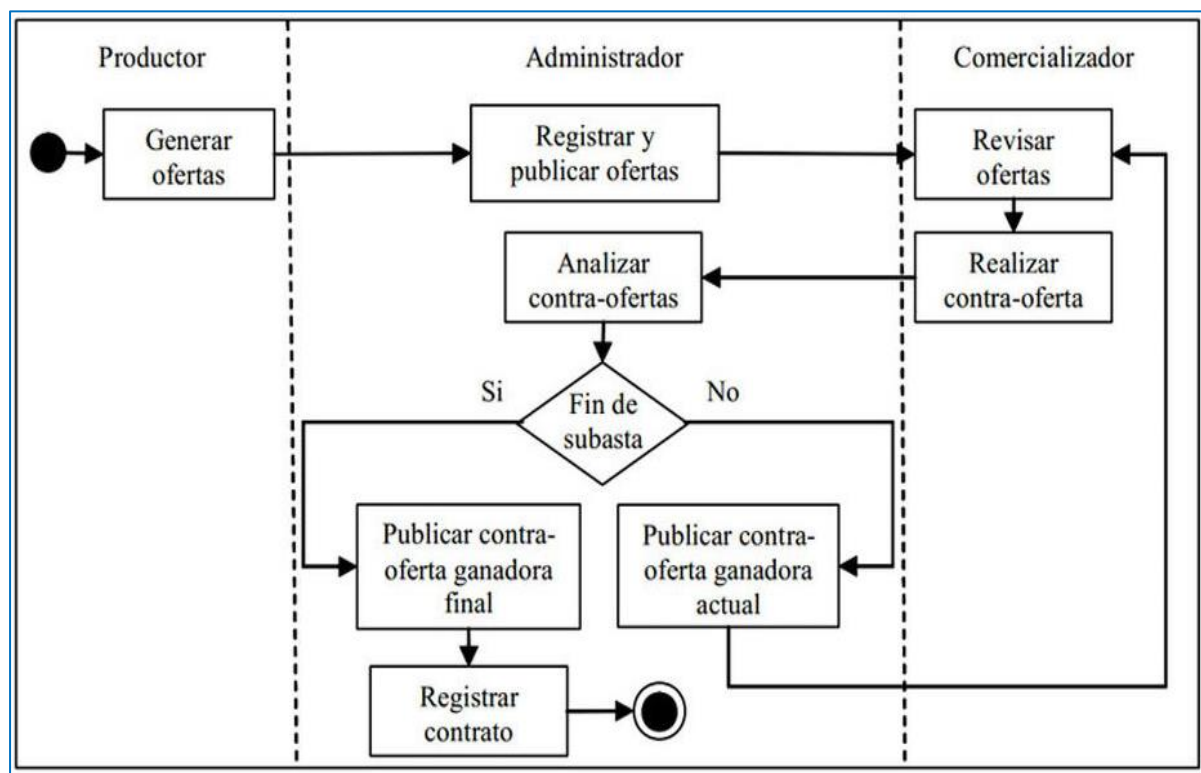 Productor
Administrador
Comercializador
Generar
ofertas
Registrar y
publicar ofertas
Revisar
ofertas
Analizar
contra-ofertas
Realizar
contra-oferta
Si
Fin de
subasta
No
Publicar contra-
oferta ganadora
final
Publicar contra-
oferta ganadora
actual
Registrar
contrato